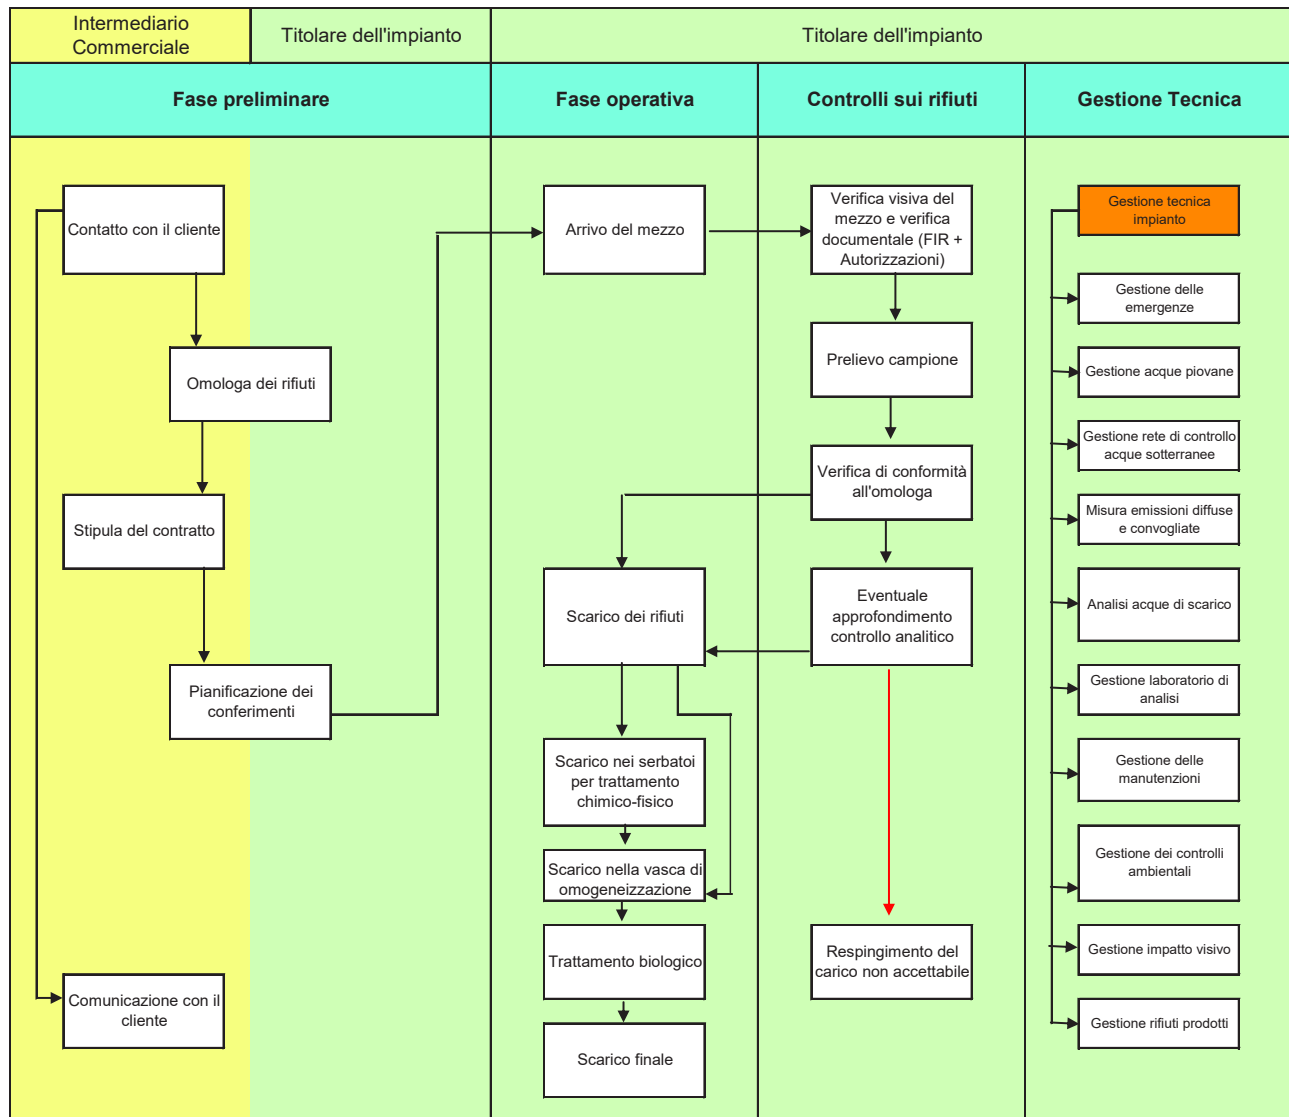 Intermediario
Commerciale
Titolare dell'impianto
Titolare dell'impianto
Fase preliminare
Fase operativa
Controlli sui rifiuti
Gestione Tecnica
Contatto con il cliente
Omologa dei rifiuti
Stipula del contratto
Pianificazione dei
conferimenti
Comunicazione con il
cliente
Arrivo del mezzo
Scarico dei rifiuti
Scarico nei serbatoi
per trattamento
chimico-fisico
Scarico nella vasca di
omogeneizzazione
Trattamento biologico
Scarico finale
Verifica visiva del
mezzo e verifica
documentale (FIR +
Autorizzazioni)
Prelievo campione
Verifica di conformità
all'omologa
Eventuale
approfondimento
controllo analitico
Respingimento del
carico non accettabile
Gestione tecnica
impianto
Gestione delle
emergenze
Gestione acque piovane
Gestione rete di controllo
acque sotterranee
Misura emissioni diffuse
e convogliate
Analisi acque di scarico
Gestione laboratorio di
analisi
Gestione delle
manutenzioni
Gestione dei controlli
ambientali
Gestione impatto visivo
Gestione rifiuti prodotti